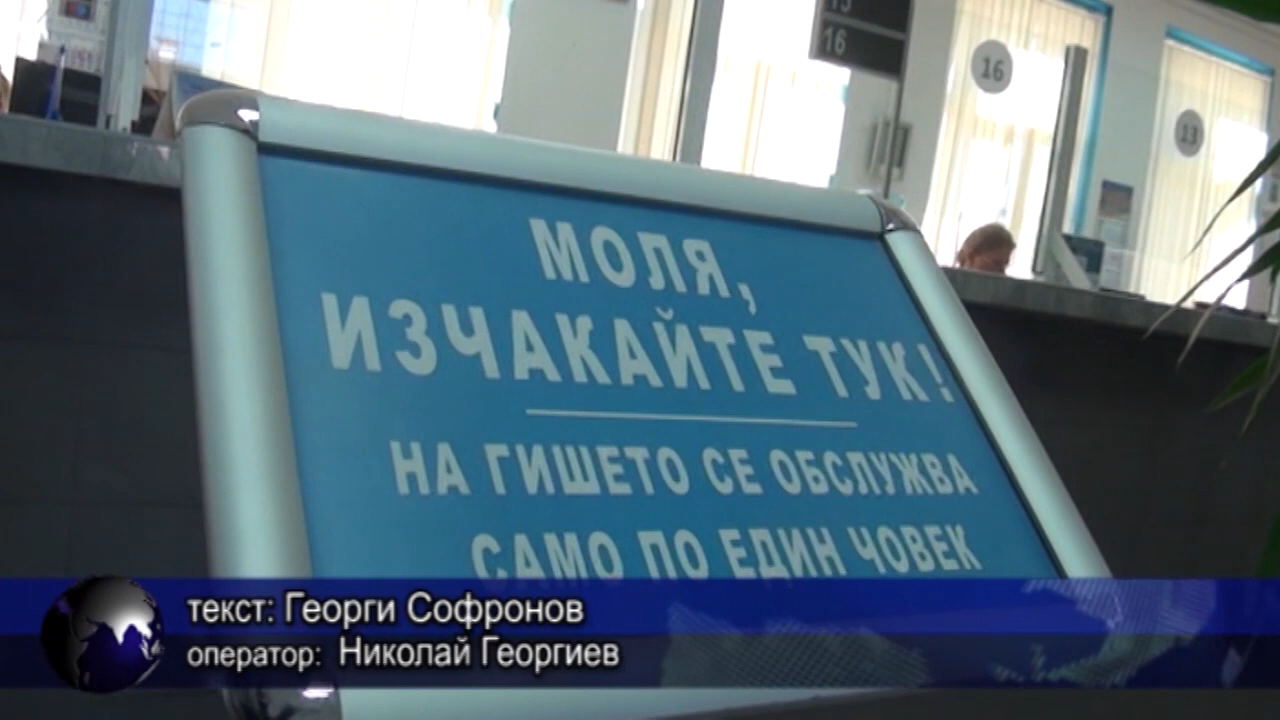 16
16
13
МОЛЯ,
ИЗЧАКАЙТЕ ТУК!
НА ГИШЕТО СЕ ОБСЛУЖВА
САМО ПО ЕДИН ЧОВЕК
текст: Георги Софронов
оператор: Николай Георгиев